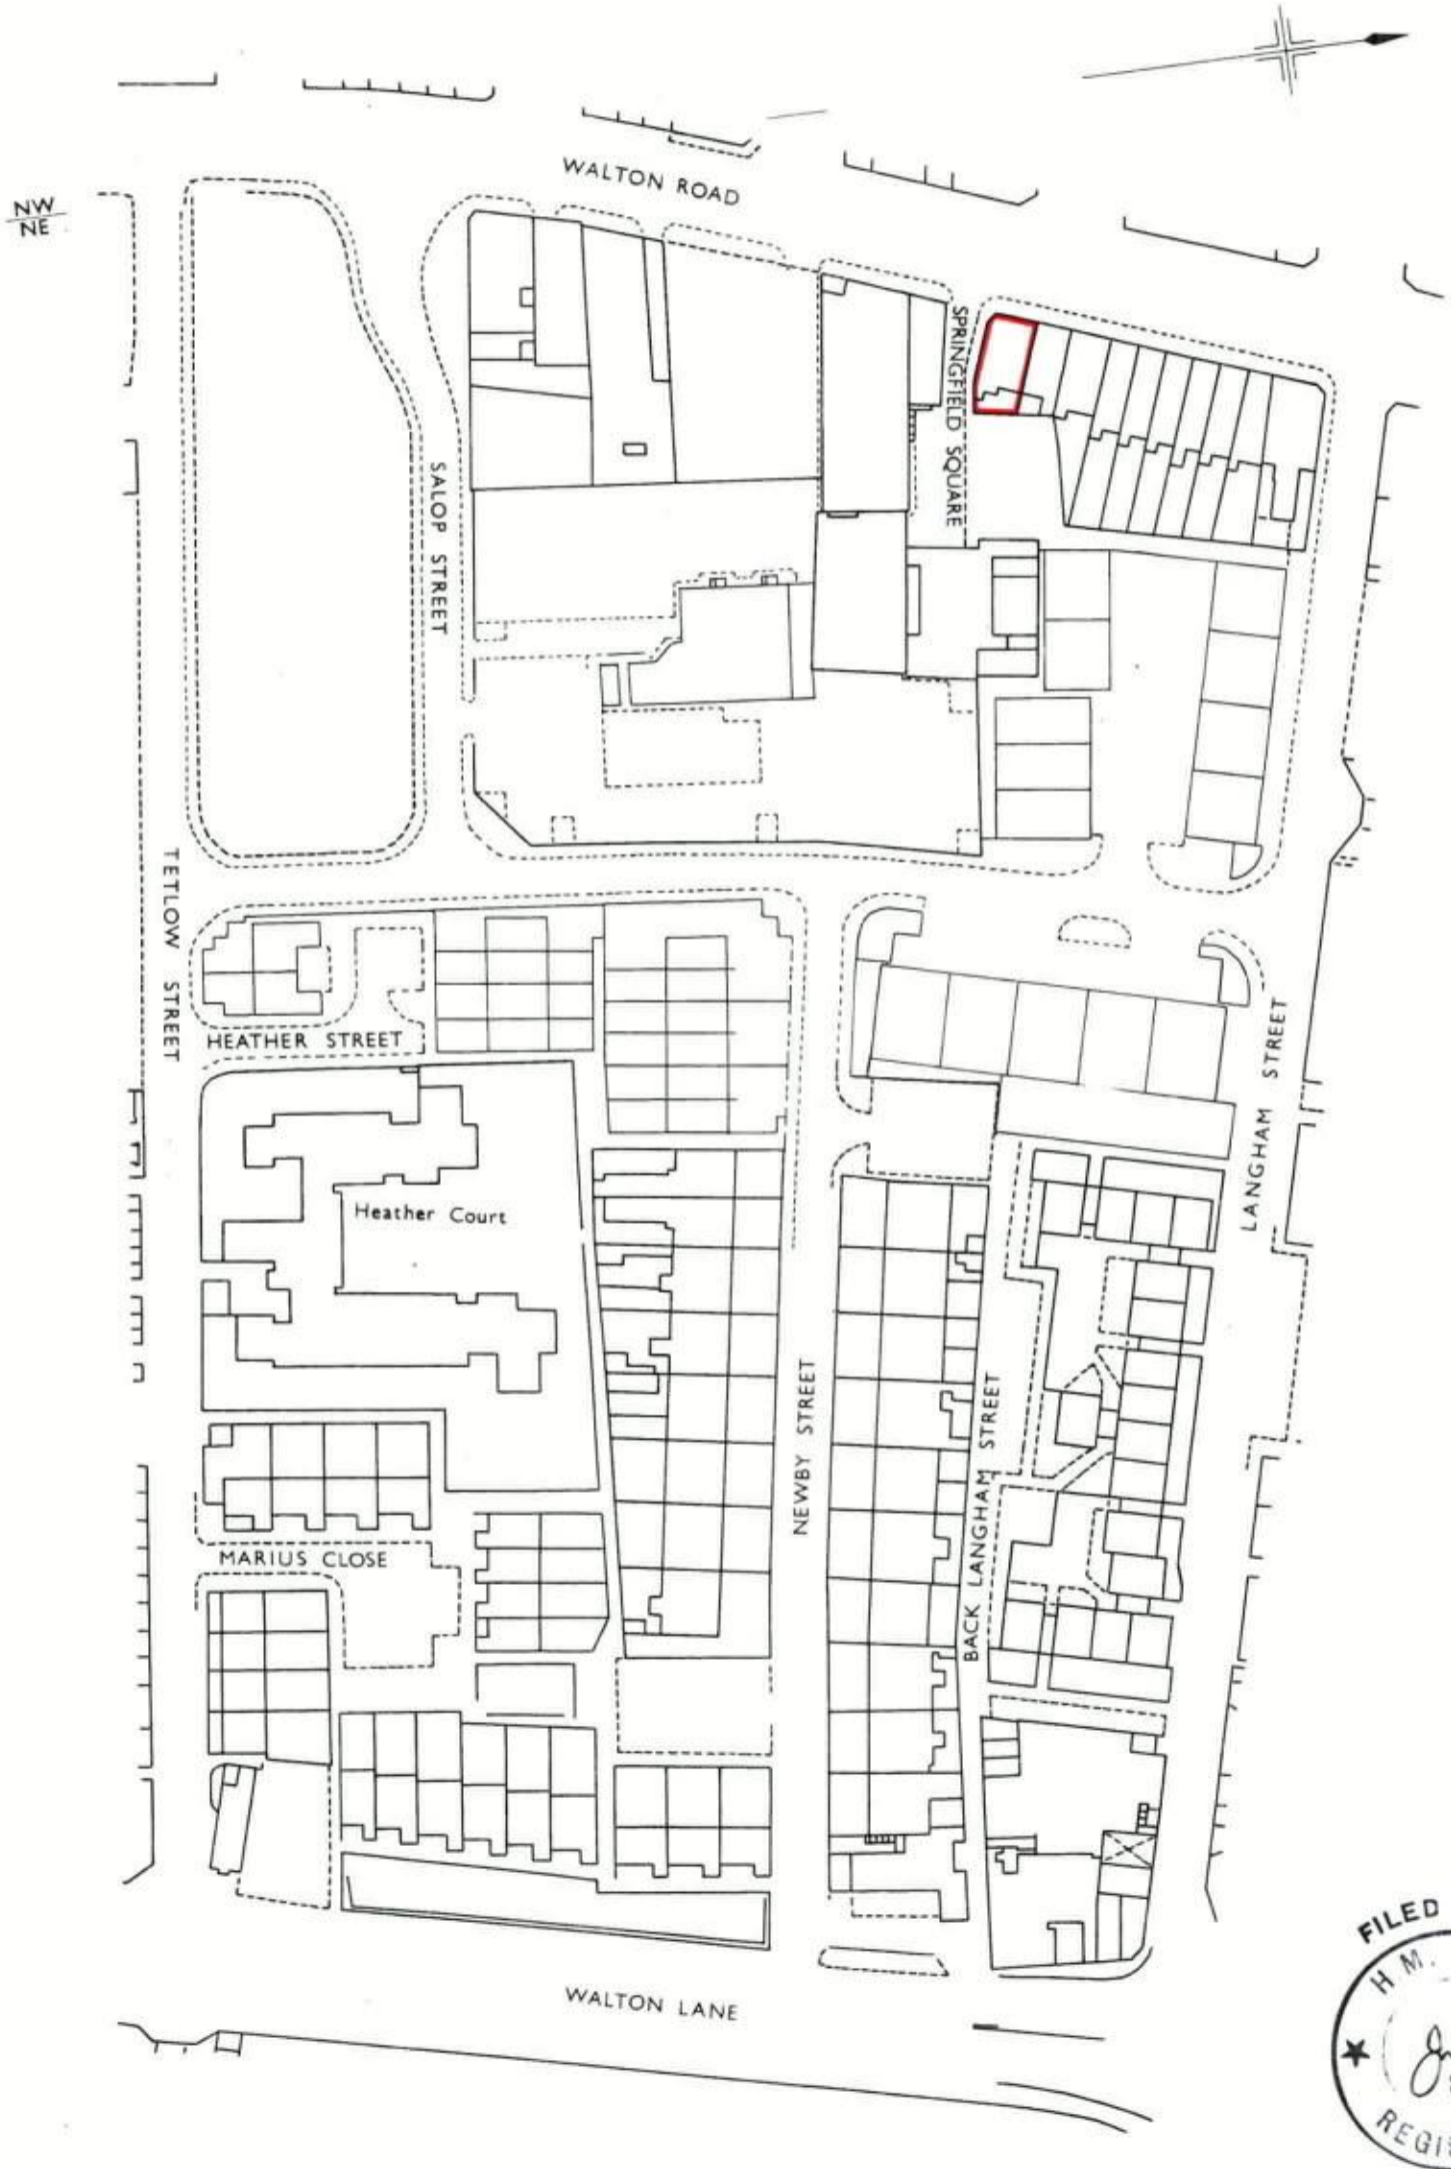 WALTON ROAD
NW
NE
SPRINGFIELD SQUARE
SALOP STREET
TETLOW STREET
HEATHER STREET
LANGHAM STREET
Heather Court
NEWBY STREET
BACK LANGHAM STREET
MARIUS CLOSE
WALTON LANE
FILED
H M.